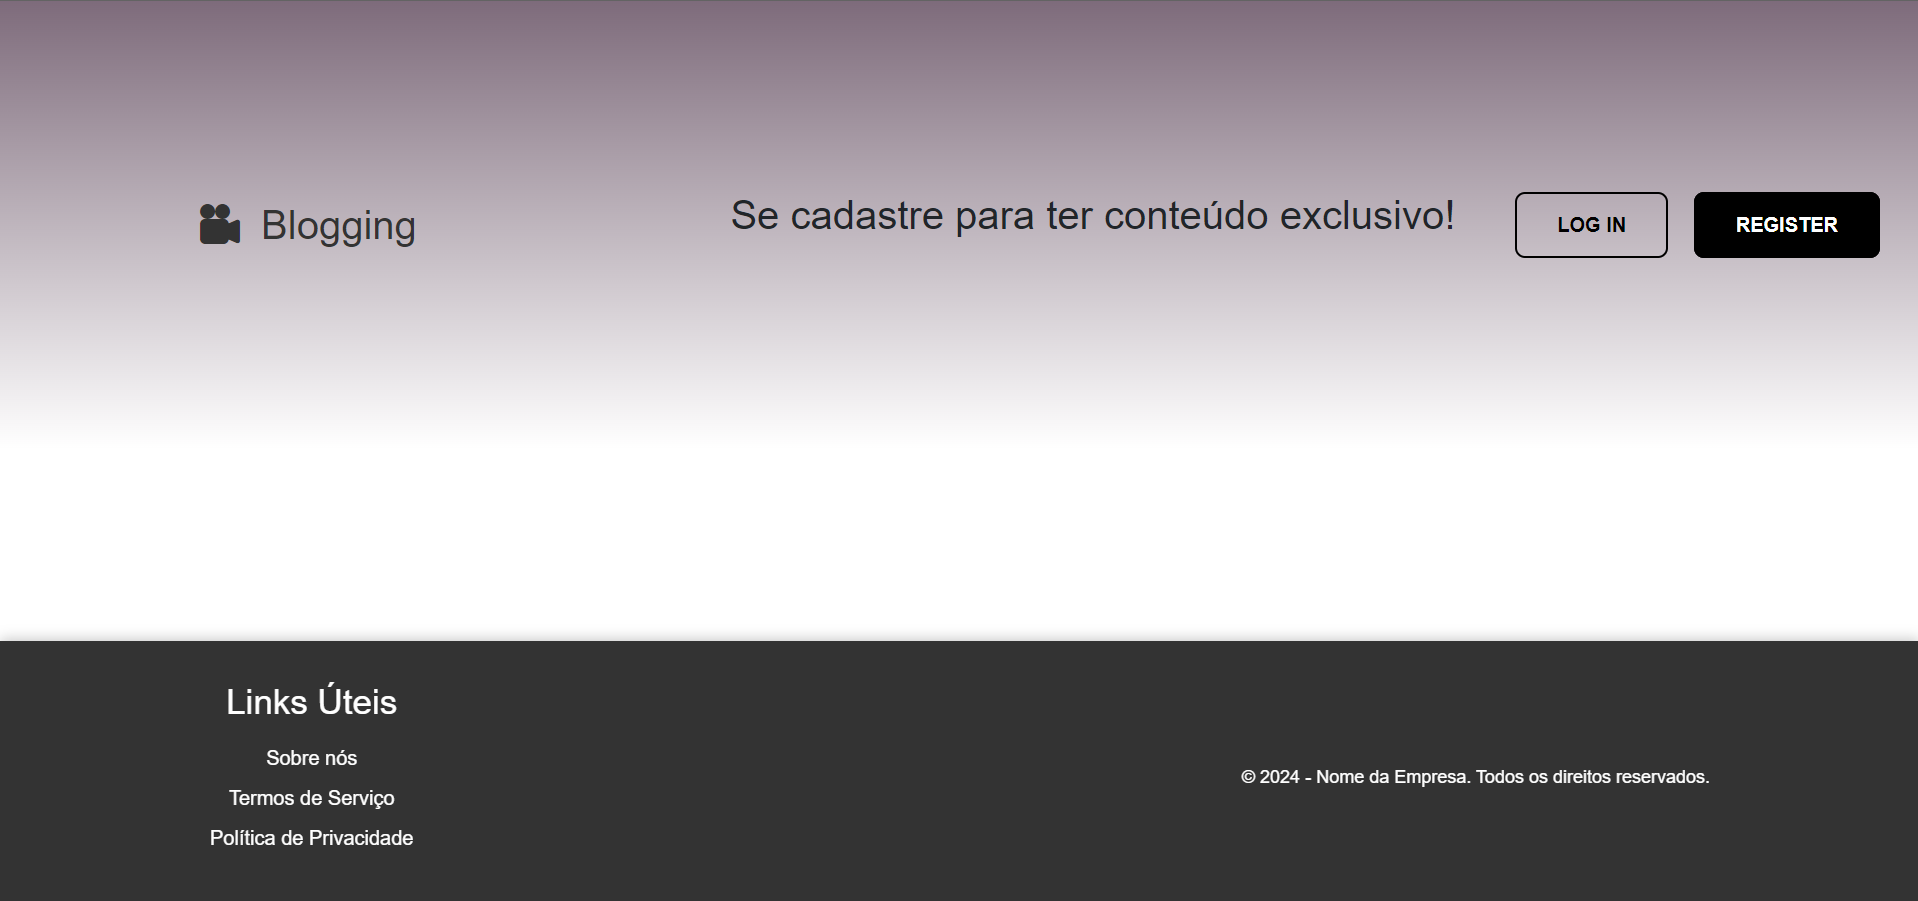 Blogging
Se cadastre para ter conteúdo exclusivo!
LOG IN
REGISTER
Links Úteis
Sobre nós
Termos de Serviço
Política de Privacidade
© 2024 - Nome da Empresa. Todos os direitos reservados.